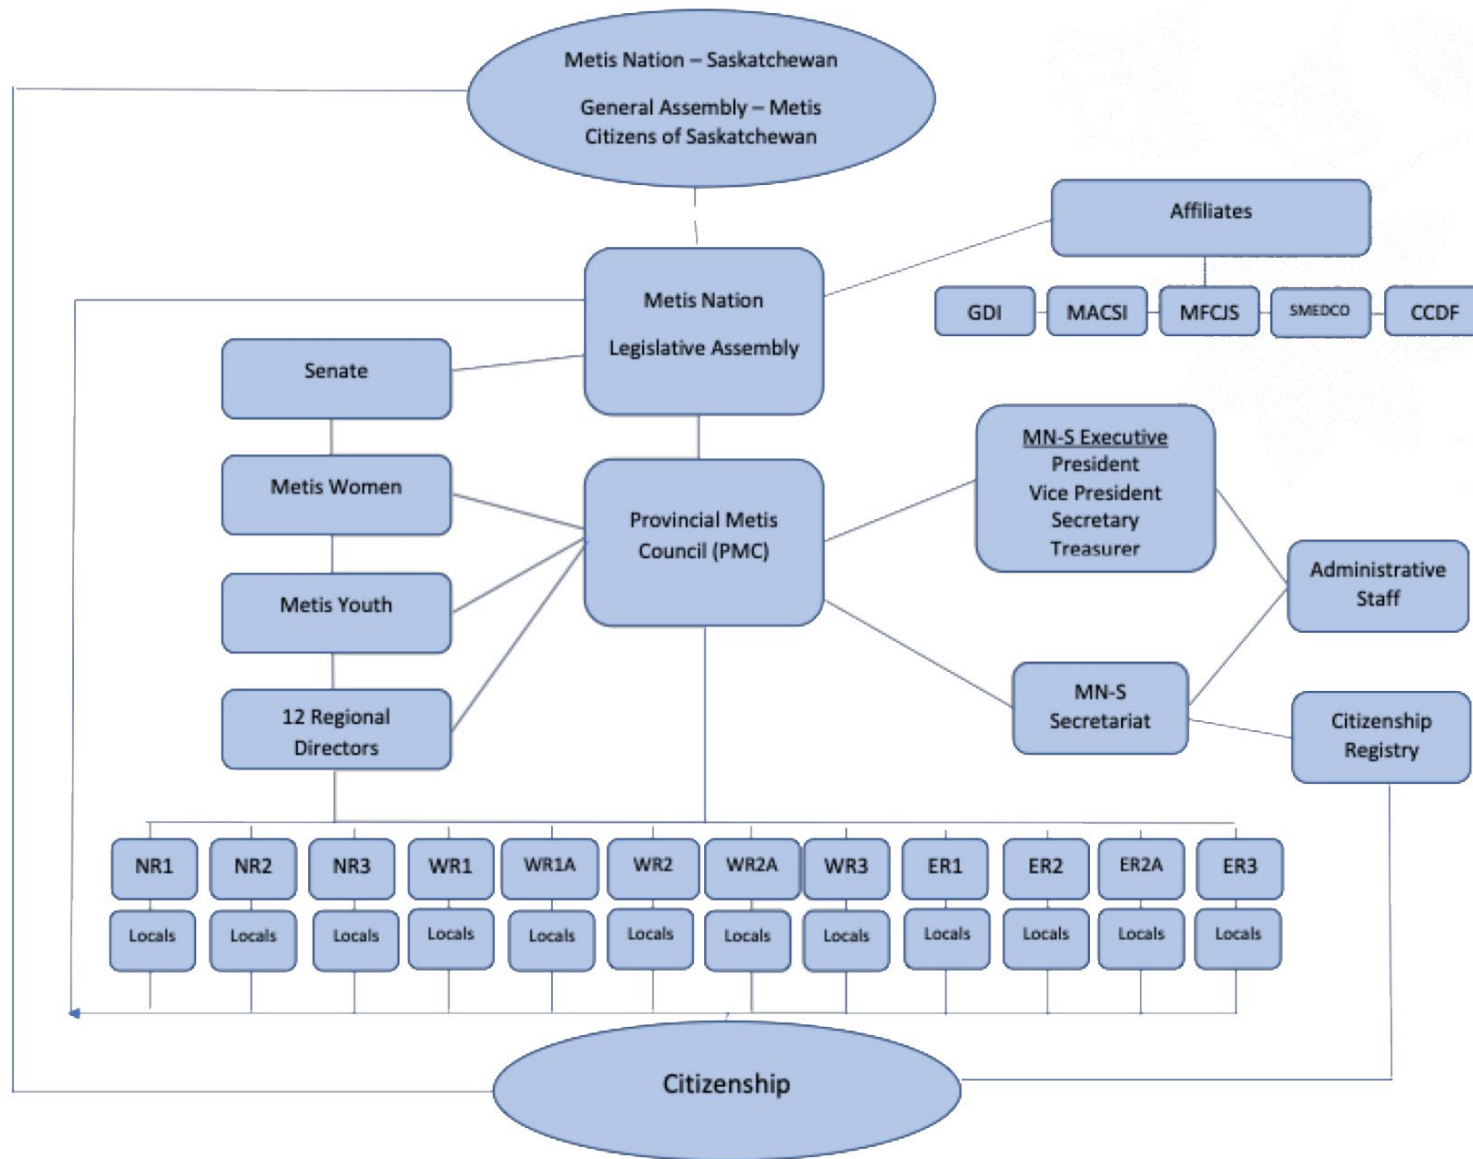 Metis Nation – Saskatchewan
General Assembly – Metis
Citizens of Saskatchewan
Affiliates
GDI
MACSI
MFCJS
SMEDCO
CCDF
Metis Nation
Legislative Assembly
Senate
Metis Women
Metis Youth
12 Regional
Directors
Provincial Metis
Council (PMC)
MN-S Executive
President
Vice President
Secretary
Treasurer
Administrative
Staff
MN-S
Secretariat
Citizenship
Registry
NR1
NR2
NR3
WR1
WR1A
WR2
WR2A
WR3
ER1
ER2
ER2A
ER3
Locals
Locals
Locals
Locals
Locals
Locals
Locals
Locals
Locals
Locals
Locals
Locals
Citizenship